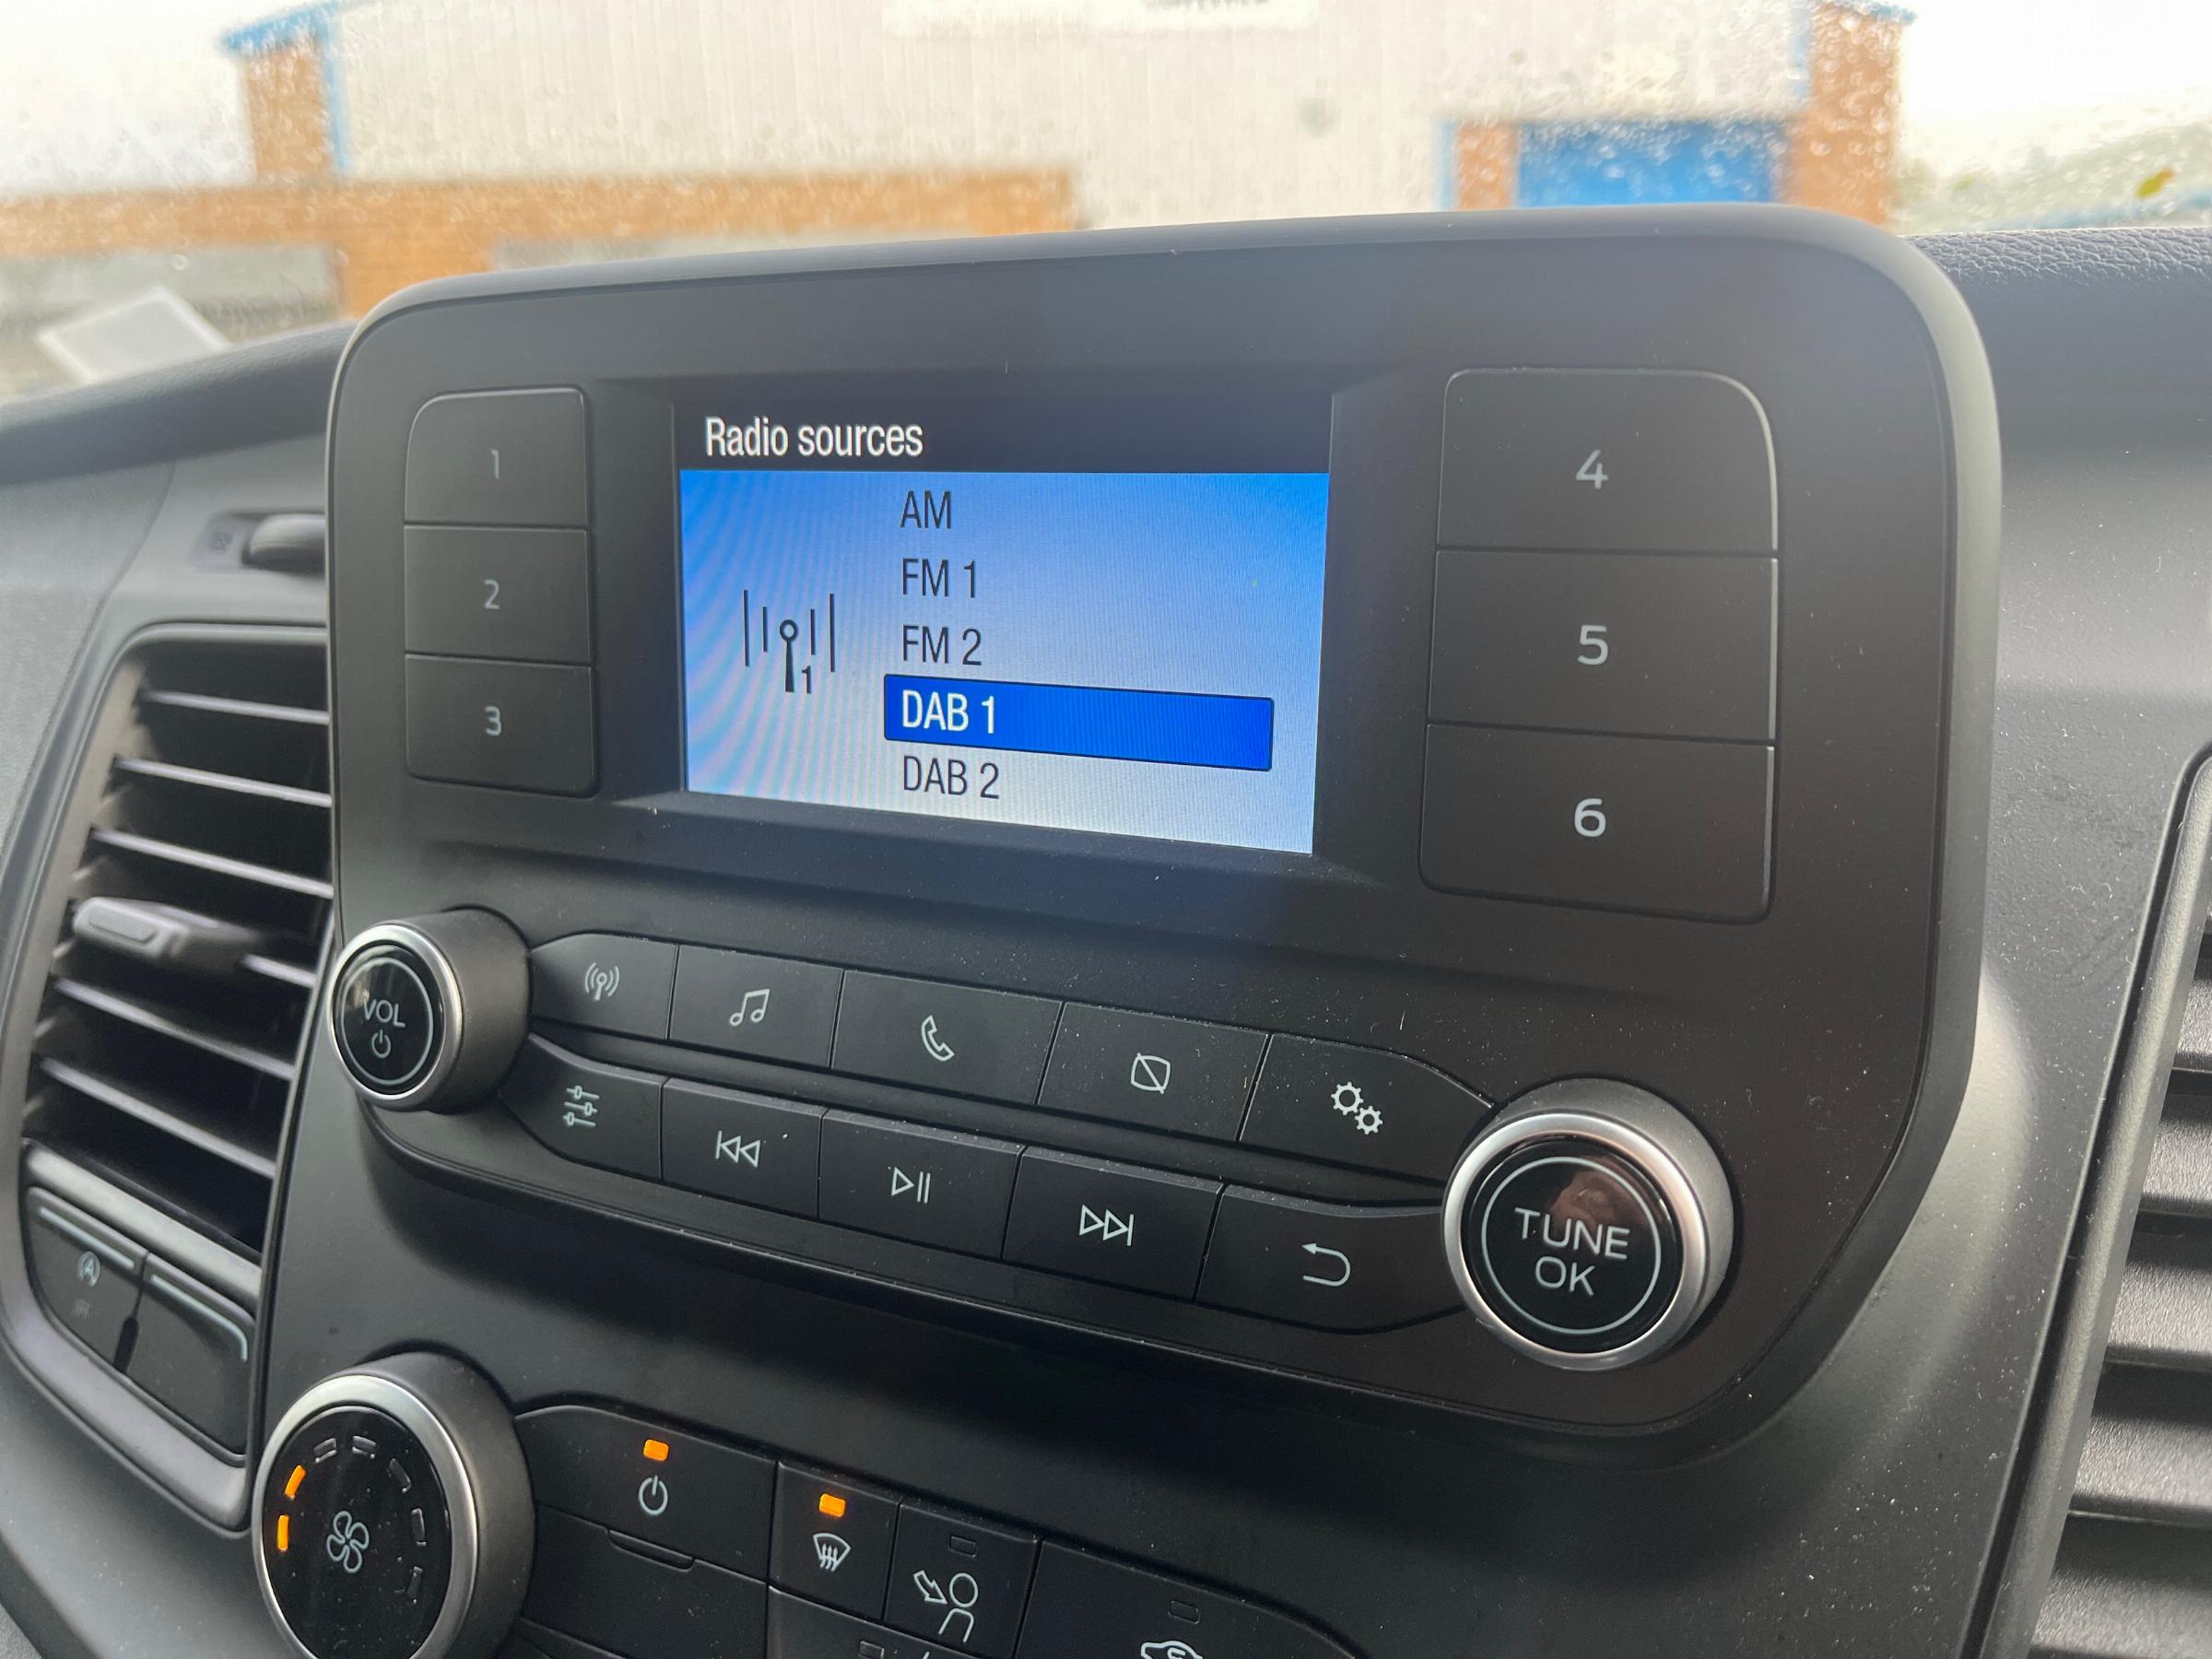 Radio sources
AM
FM 1
FM 2
1
DAB 1
DAB 2
1
2
3
4
5
6
VOL
TUNE
OK